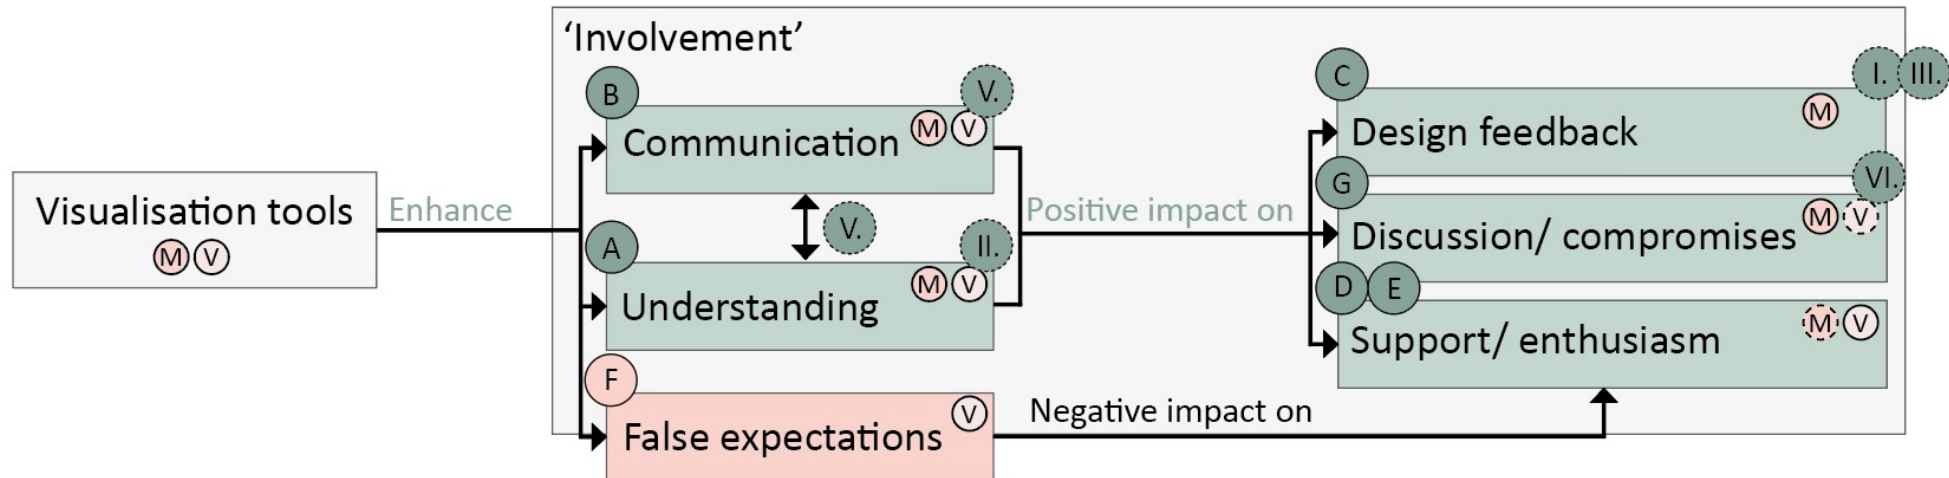 ‘Involvement’
B
V.
Communication
M V
Visualisation tools
M V
Enhance
V.
A
II.
Understanding
M V
F
False expectations
V
Positive impact on
Negative impact on
C
I. III.
Design feedback
M
G
VI.
Discussion/ compromises
M V
D E
Support/ enthusiasm
M V